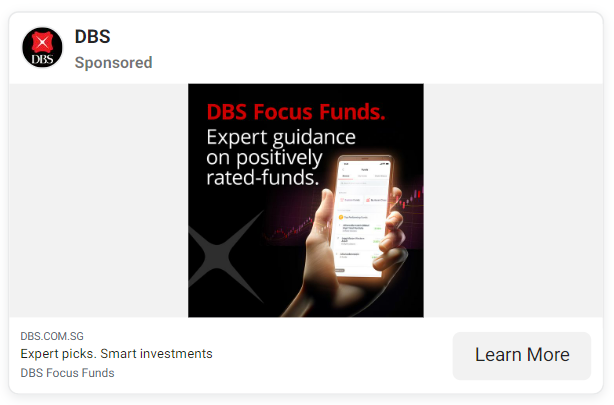 DBS
DBS
Sponsored
DBS Focus Funds.
Expert guidance
on positively
rated-funds.
DBS.COM.SG
Expert picks. Smart investments
DBS Focus Funds
Learn More